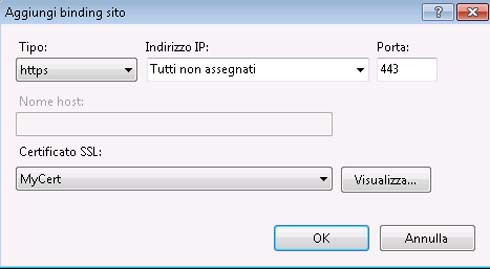 Aggiungi binding sito
Tipo: Indirizzo IP: Porta:
https Tutti non assegnati 443
Nome host:
Certificato SSL:
MyCert Visualizza...
OK Annulla